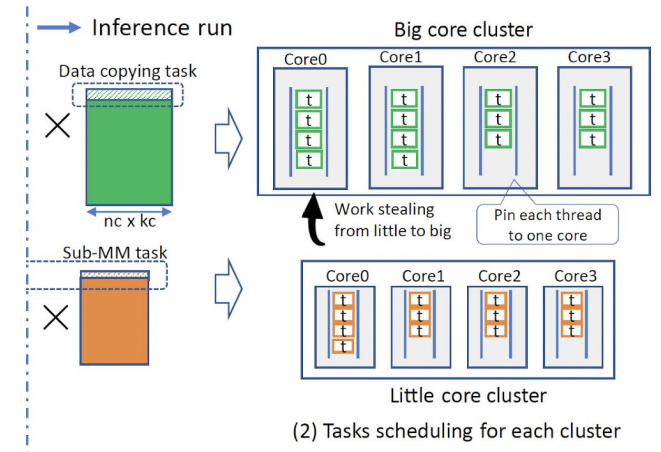 Inference run
Data copying task
nc x kc
Sub-MM task
Big core cluster
Core0 Core1 Core2 Core3
t t t t
t t t t
t t t t
t t
Work stealing
from little to big
Pin each thread
to one core
Core0 Core1 Core2 Core3
t t t t
t t t t
t t t t
t
Little core cluster
(2) Tasks scheduling for each cluster